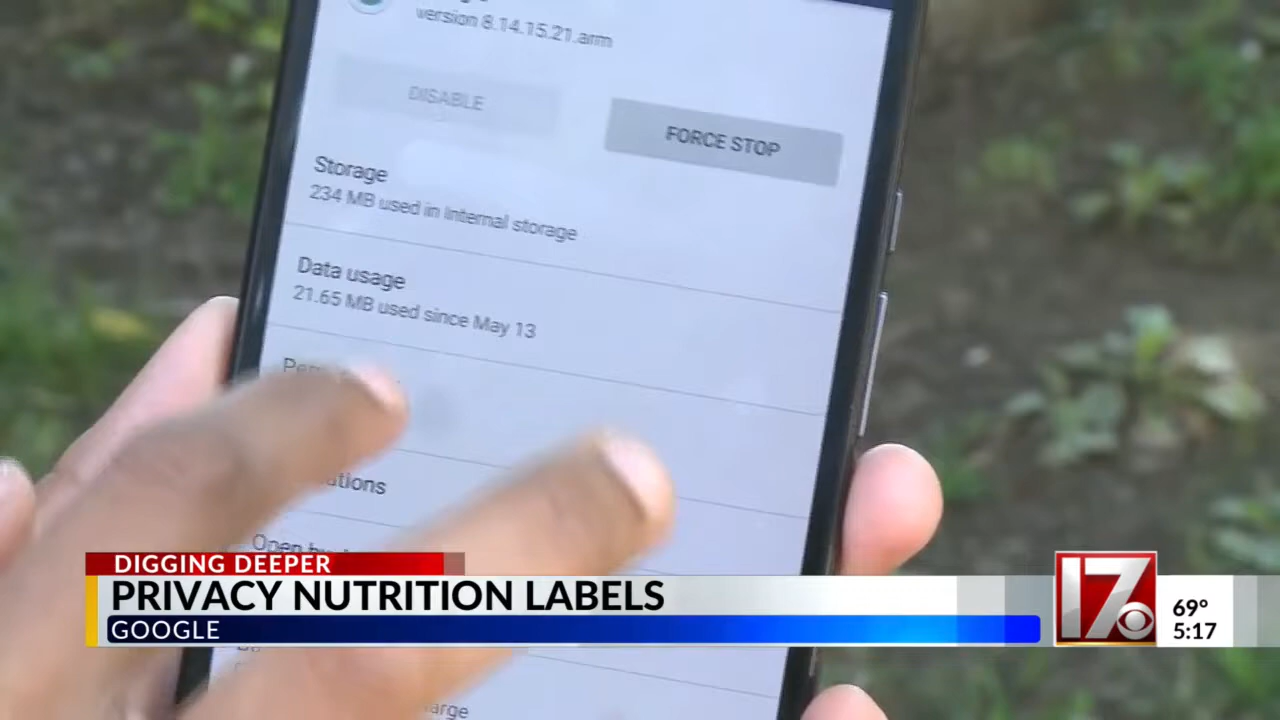 version 8.14.15.21.arm
DISABLE
FORCE STOP
Storage
234 MB used in Internal storage
Data usage
21.65 MB used since May 13
DIGGING DEEPER
PRIVACY NUTRITION LABELS
GOOGLE
17
69°
5:17